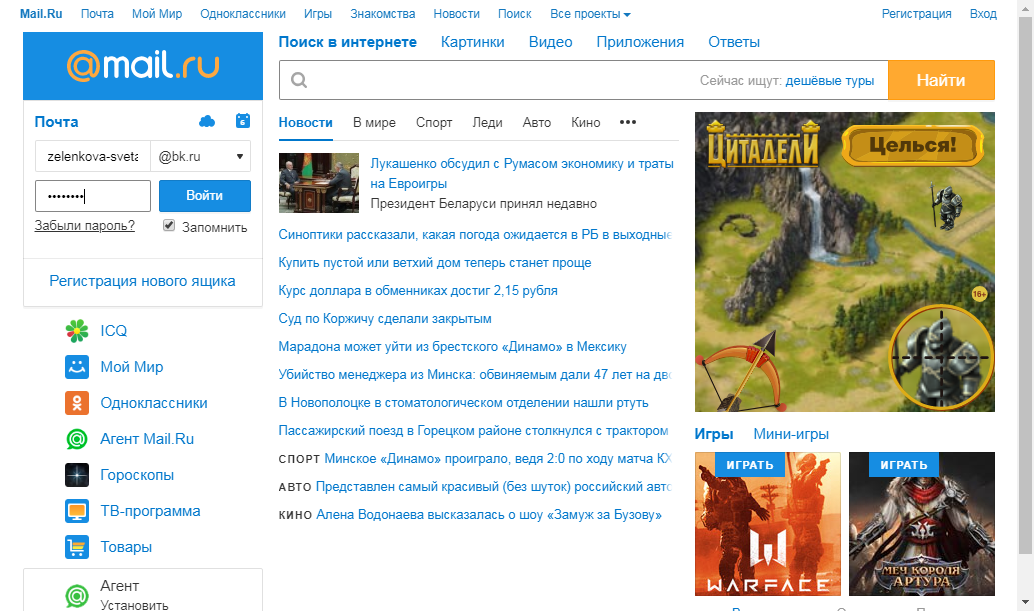 Mail.Ru Почта Мой Мир Одноклассники Игры Знакомства Новости Поиск Все проекты Регистрация Вход
@mail.ru
Почта
6
zelenkova-sveta @bk.ru
•••••••• Войти
Забыли пароль? Запомнить
Регистрация нового ящика
ICQ
Мой Мир
Одноклассники
Агент Mail.Ru
Гороскопы
ТВ-программа
Товары
Агент
Установить
Поиск в интернете Картинки Видео Приложения Ответы
Сейчас ищут: дешёвые туры Найти
Новости В мире Спорт Леди Авто Кино •••
Лукашенко обсудил с Румасом экономику и траты
на Евроигры
Президент Беларуси принял недавно
Синоптики рассказали, какая погода ожидается в РБ в выходные
Купить пустой или ветхий дом теперь станет проще
Курс доллара в обменниках достиг 2,15 рубля
Суд по Коржичу сделали закрытым
Марадона может уйти из брестского «Динамо» в Мексику
Убийство менеджера из Минска: обвиняемым дали 47 лет на дво
В Новополоцке в стоматологическом отделении нашли ртуть
Пассажирский поезд в Горецком районе столкнулся с трактором
СПОРТ Минское «Динамо» проиграло, ведя 2:0 по ходу матча КХ
АВТО Представлен самый красивый (без шуток) российский авто
КИНО Алена Водонаева высказалась о шоу «Замуж за Бузову»
ЦИТАДЕЛИ Целься!
16+
Игры Мини-игры
ИГРАТЬ
WARFACE
ИГРАТЬ
МЕЧ КОРОЛЯ
АРТУРА